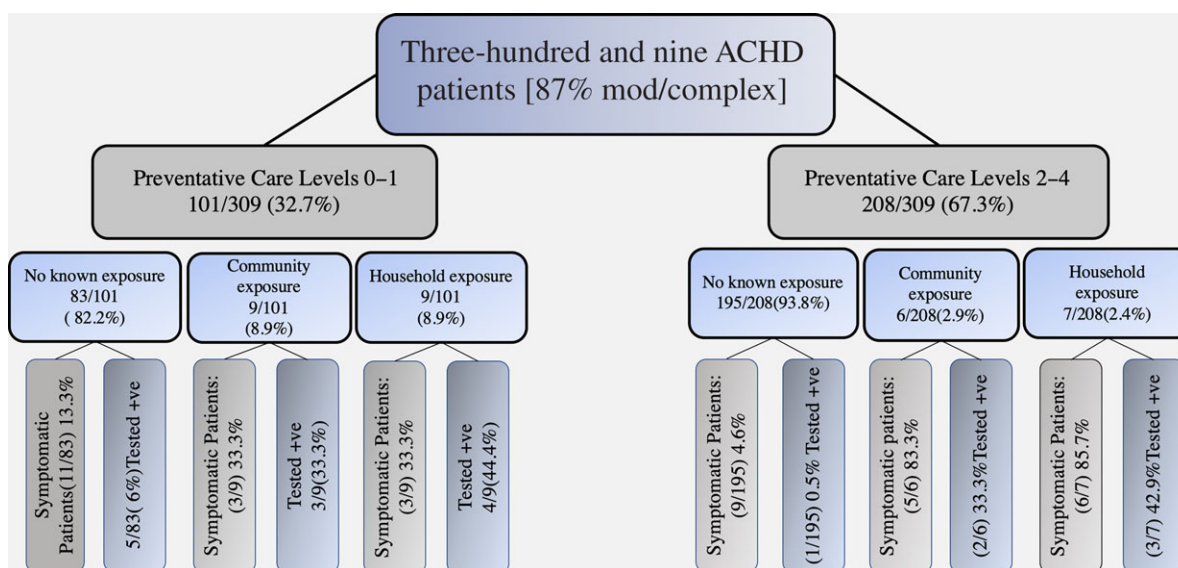 Three-hundred and nine ACHD
patients [87% mod/complex]
Preventative Care Levels 0–1
101/309 (32.7%)
Preventative Care Levels 2–4
208/309 (67.3%)
No known exposure
83/101
( 82.2%)
Community
exposure
9/101
(8.9%)
Household exposure
9/101
(8.9%)
No known exposure
195/208(93.8%)
Community
exposure
6/208(2.9%)
Household
exposure
7/208(2.4%)
Symptomatic
Patients(11/83) 13.3%
5/83( 6%)Tested +ve
Symptomatic Patients:
(3/9) 33.3%
Tested +ve
3/9(33.3%)
Symptomatic Patients:
(3/9) 33.3%
Tested +ve
4/9(44.4%)
Symptomatic Patients:
(9/195) 4.6%
(1/195) 0.5% Tested +ve
Symptomatic Patients:
(5/6) 83.3%
(2/6) 33.3%Tested +ve
Symptomatic Patients:
(6/7) 85.7%
(3/7) 42.9%Tested +ve